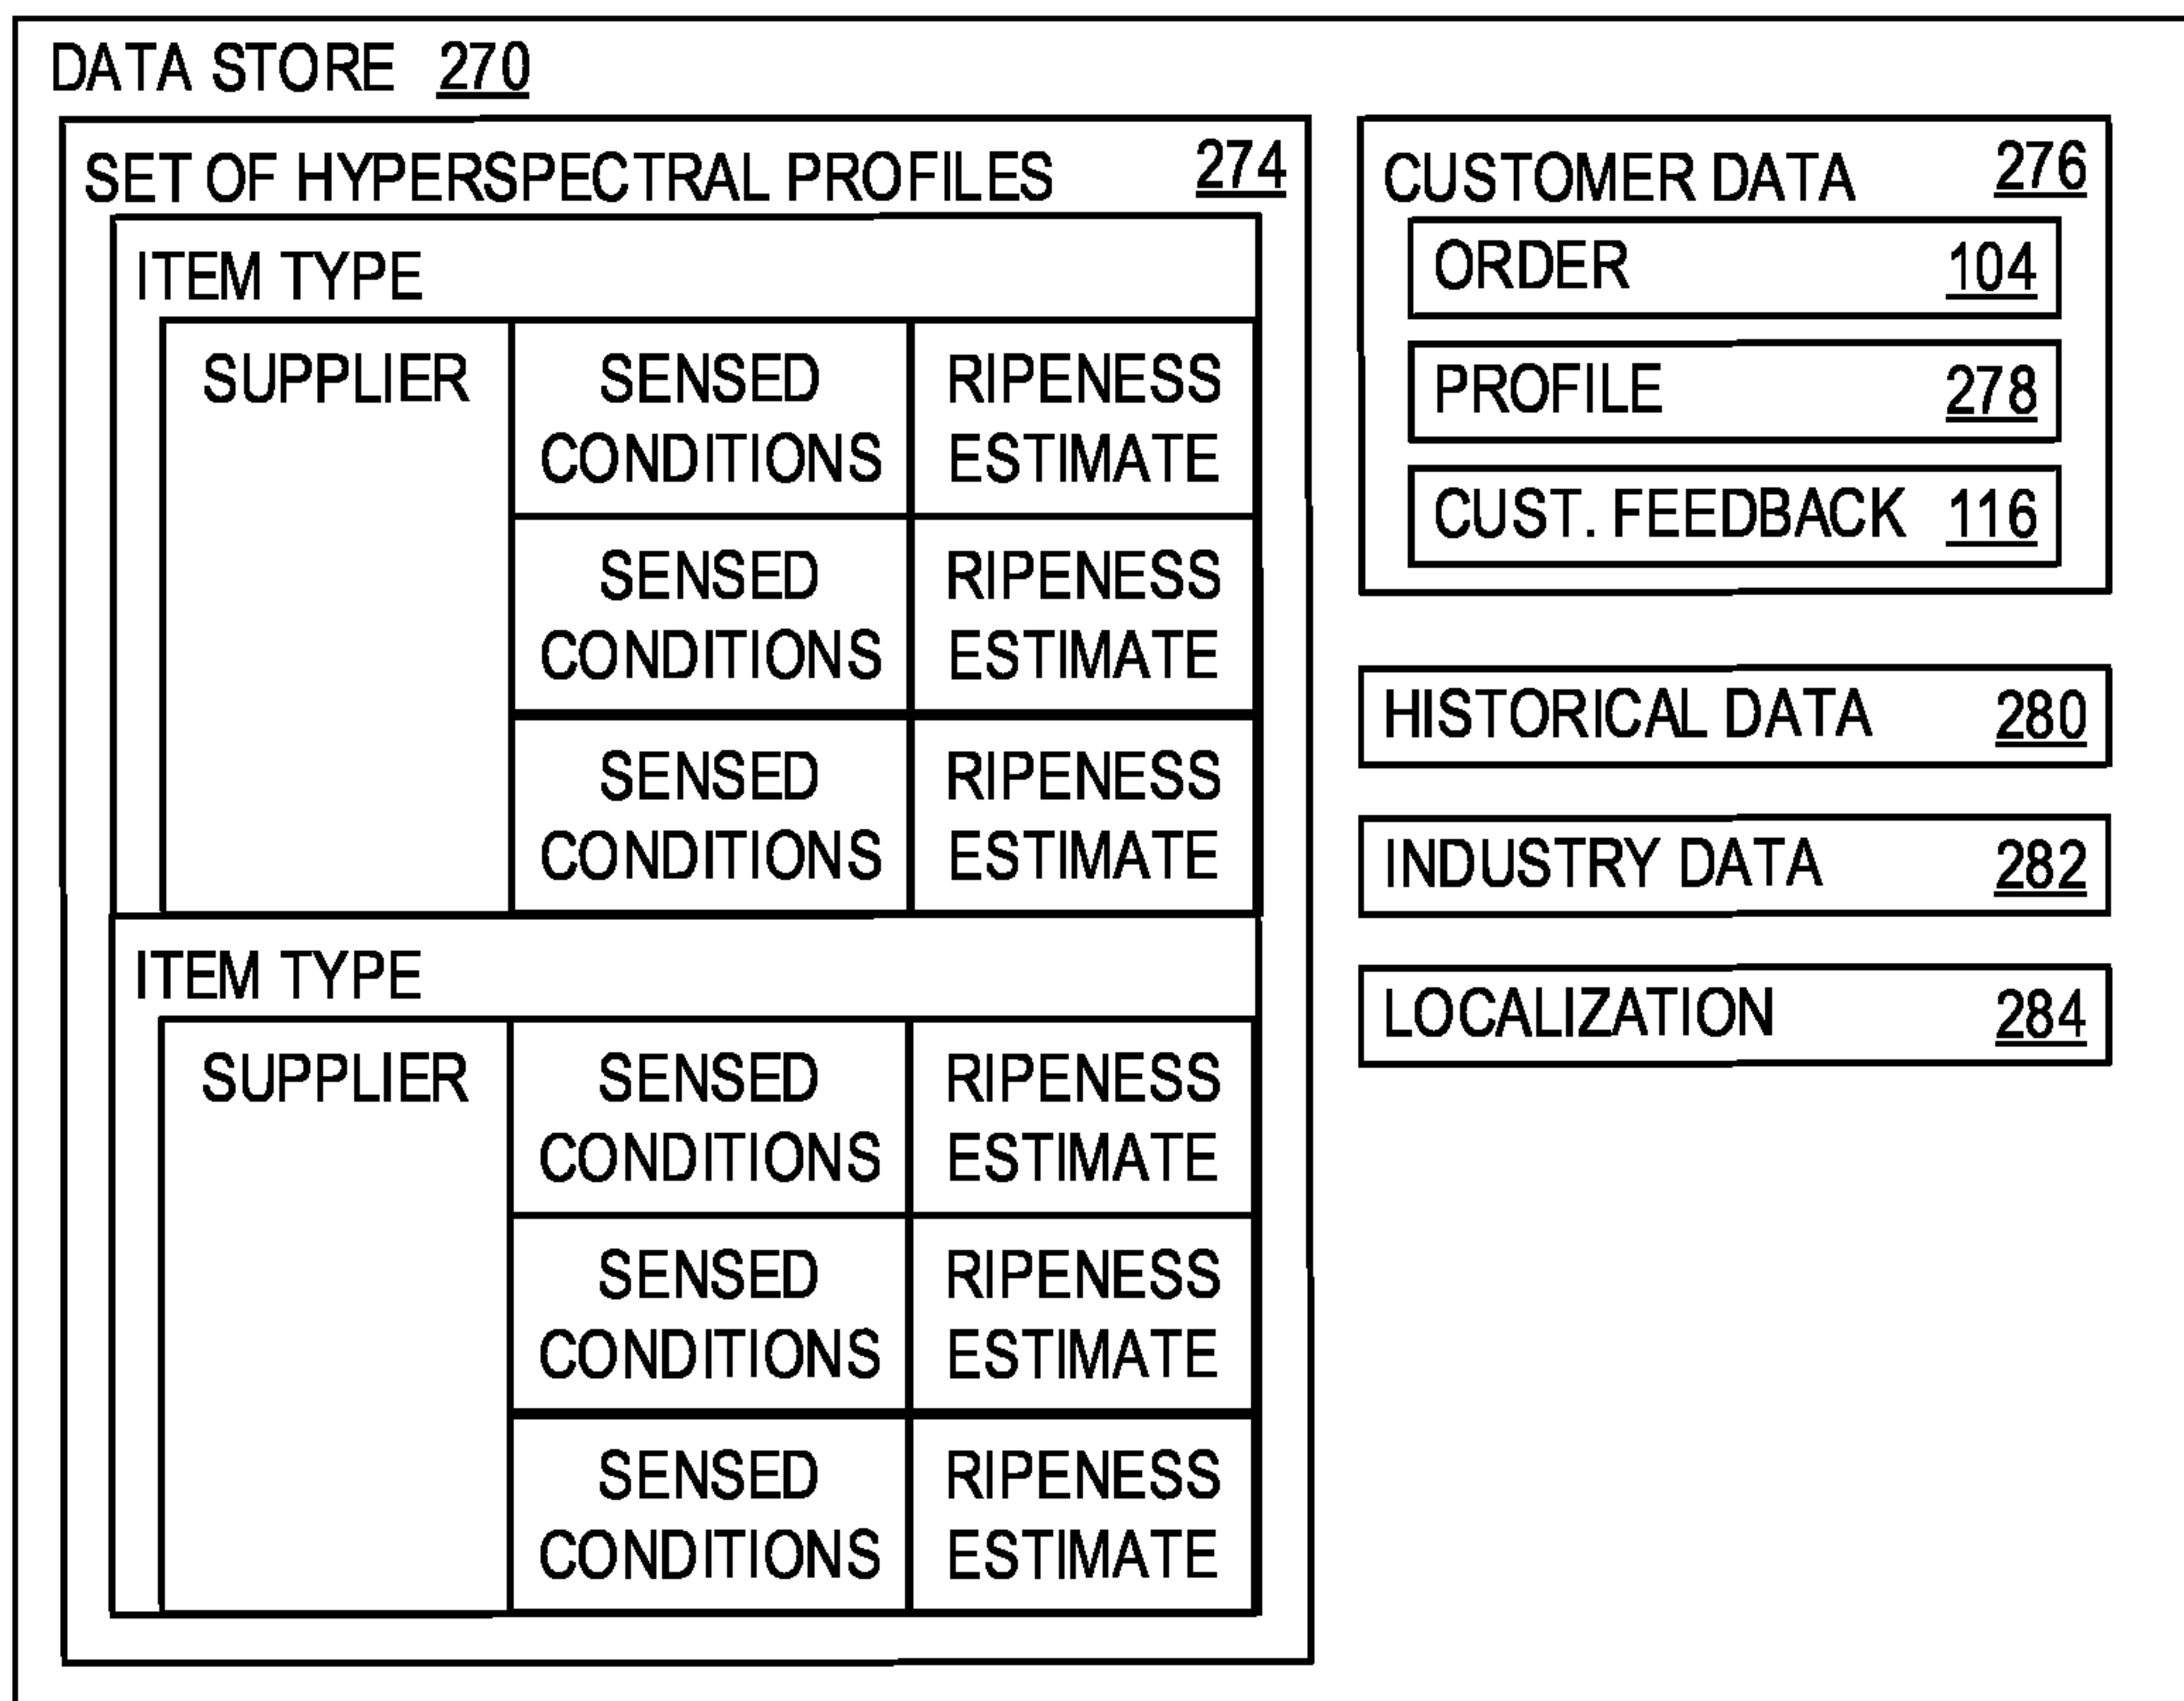 DATA STORE 270
SET OF HYPERSPECTRAL PROFILES 274
ITEM TYPE
SUPPLIER
SENSED
CONDITIONS
RIPENESS
ESTIMATE
SENSED
CONDITIONS
RIPENESS
ESTIMATE
SENSED
CONDITIONS
RIPENESS
ESTIMATE
ITEM TYPE
SUPPLIER
SENSED
CONDITIONS
RIPENESS
ESTIMATE
SENSED
CONDITIONS
RIPENESS
ESTIMATE
SENSED
CONDITIONS
RIPENESS
ESTIMATE
CUSTOMER DATA 276
ORDER 104
PROFILE 278
CUST. FEEDBACK 116
HISTORICAL DATA 280
INDUSTRY DATA 282
LOCALIZATION 284